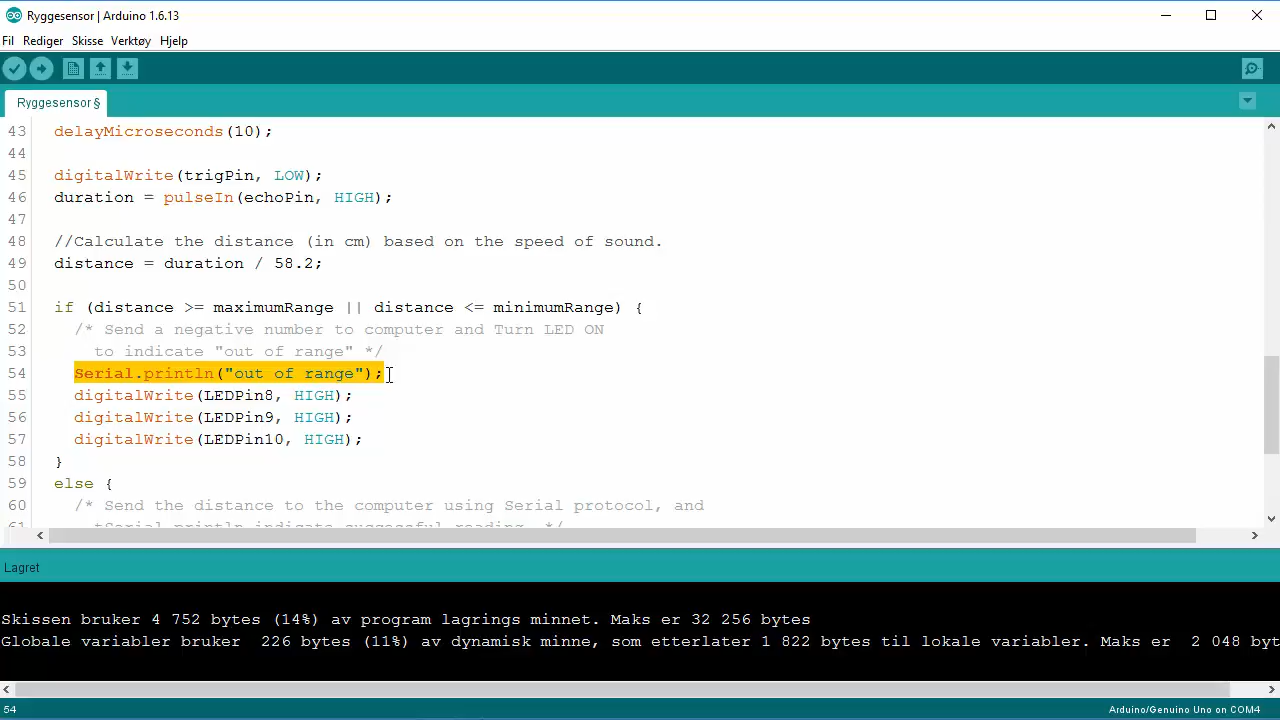 Ryggesensor | Arduino 1.6.13
Fil Rediger Skisse Verktøy Hjelp
Ryggesensor §
43 delayMicroseconds(10);
44
45 digitalWrite(trigPin, LOW);
46 duration = pulseIn(echoPin, HIGH);
47
48 //Calculate the distance (in cm) based on the speed of sound.
49 distance = duration / 58.2;
50
51 if (distance >= maximumRange || distance <= minimumRange) {
52 /* Send a negative number to computer and Turn LED ON
53 to indicate "out of range" */
54 Serial.println("out of range");
55 digitalWrite(LEDPin8, HIGH);
56 digitalWrite(LEDPin9, HIGH);
57 digitalWrite(LEDPin10, HIGH);
58 }
59 else {
60 /* Send the distance to the computer using Serial protocol, and
61 tSerial.println indicate successful reading. */
Lagret
Skissen bruker 4 752 bytes (14%) av program lagrings minnet. Maks er 32 256 bytes
Globale variabler bruker 226 bytes (11%) av dynamisk minne, som etterlater 1 822 bytes til lokale variabler. Maks er 2 048 byt
54
Arduino/Genuino Uno on COM4